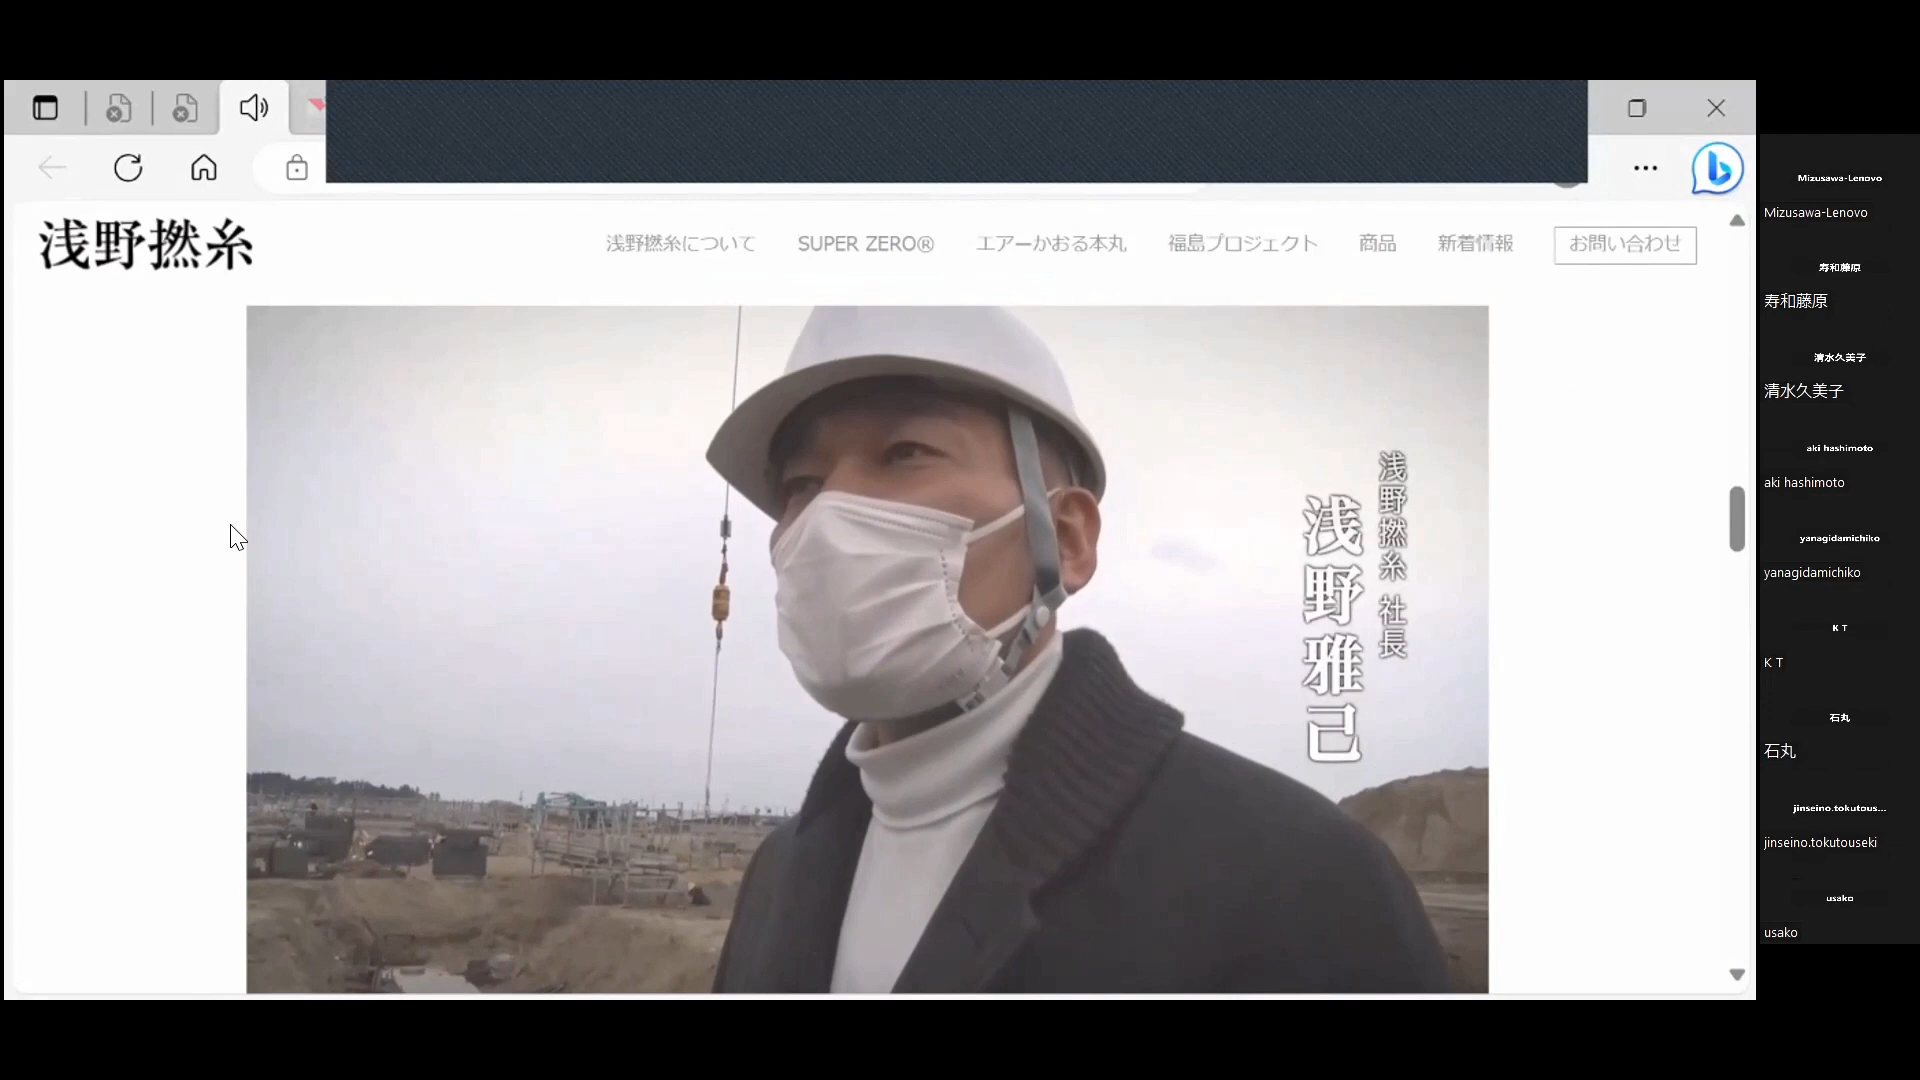 浅野撚糸
浅野撚糸について
SUPER ZERO®
エアーかおる本丸
福島プロジェクト
商品
新着情報
お問い合わせ
浅野撚糸 社長
浅野雅己
Mizusawa-Lenovo
Mizusawa-Lenovo
寿和藤原
寿和藤原
清水久美子
清水久美子
aki hashimoto
aki hashimoto
yanagidamichiko
yanagidamichiko
K T
K T
石丸
石丸
jinseino.tokutous...
jinseino.tokutouseki
usako
usako